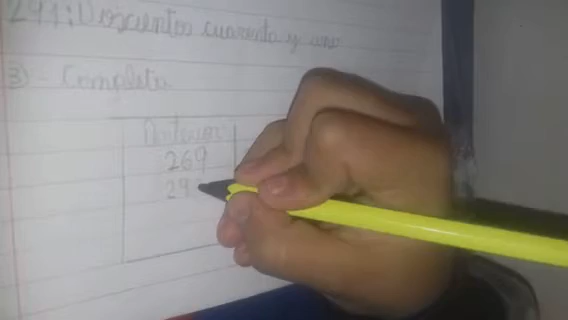 241: Doscientos cuarenta y uno
3)- Completa
Anterior
269
29